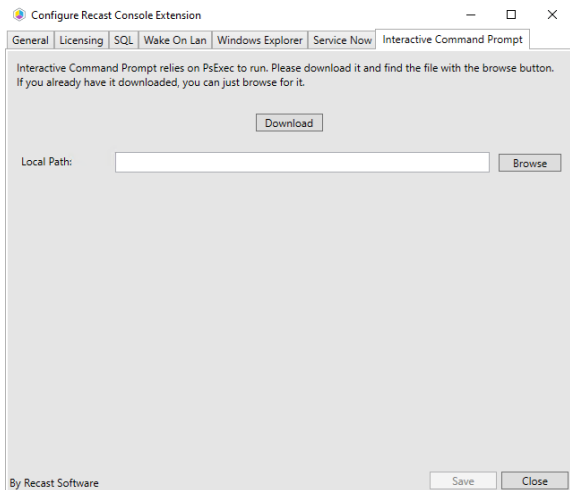 Configure Recast Console Extension
General Licensing SQL Wake On Lan Windows Explorer Service Now Interactive Command Prompt
Interactive Command Prompt relies on PsExec to run. Please download it and find the file with the browse button.
If you already have it downloaded, you can just browse for it.
Download
Local Path: Browse
By Recast Software Save Close